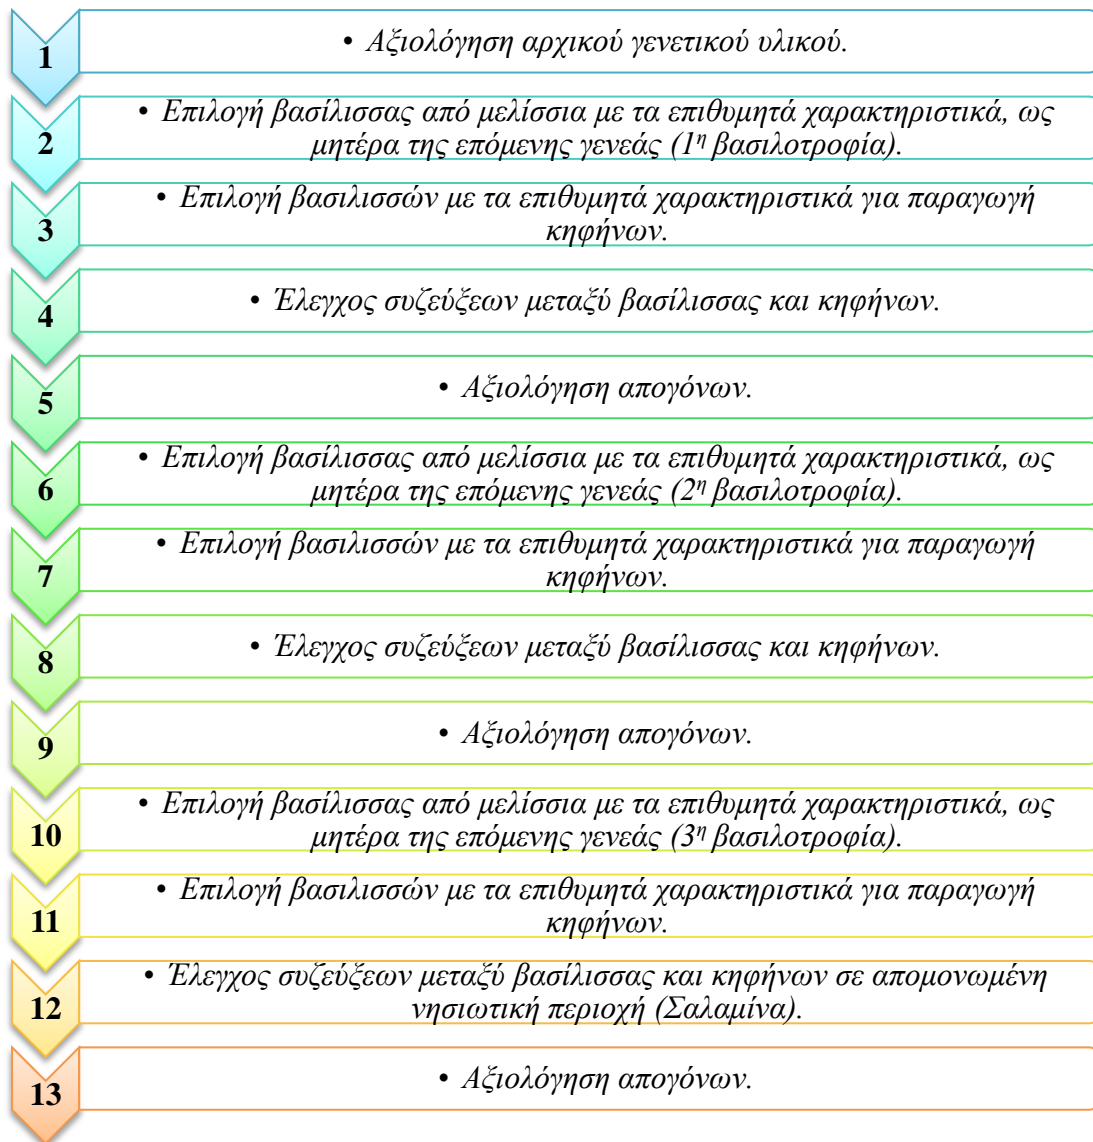 1
• Αξιολόγηση αρχικού γενετικού υλικού.
2
• Επιλογή βασίλισσας από μελίσσια με τα επιθυμητά χαρακτηριστικά, ως
μητέρα της επόμενης γενεάς (1η βασιλοτροφία).
3
• Επιλογή βασιλισσών με τα επιθυμητά χαρακτηριστικά για παραγωγή
κηφήνων.
4
• Έλεγχος συζεύξεων μεταξύ βασίλισσας και κηφήνων.
5
• Αξιολόγηση απογόνων.
6
• Επιλογή βασίλισσας από μελίσσια με τα επιθυμητά χαρακτηριστικά, ως
μητέρα της επόμενης γενεάς (2η βασιλοτροφία).
7
• Επιλογή βασιλισσών με τα επιθυμητά χαρακτηριστικά για παραγωγή
κηφήνων.
8
• Έλεγχος συζεύξεων μεταξύ βασίλισσας και κηφήνων.
9
• Αξιολόγηση απογόνων.
10
• Επιλογή βασίλισσας από μελίσσια με τα επιθυμητά χαρακτηριστικά, ως
μητέρα της επόμενης γενεάς (3η βασιλοτροφία).
11
• Επιλογή βασιλισσών με τα επιθυμητά χαρακτηριστικά για παραγωγή
κηφήνων.
12
• Έλεγχος συζεύξεων μεταξύ βασίλισσας και κηφήνων σε απομονωμένη
νησιωτική περιοχή (Σαλαμίνα).
13
• Αξιολόγηση απογόνων.